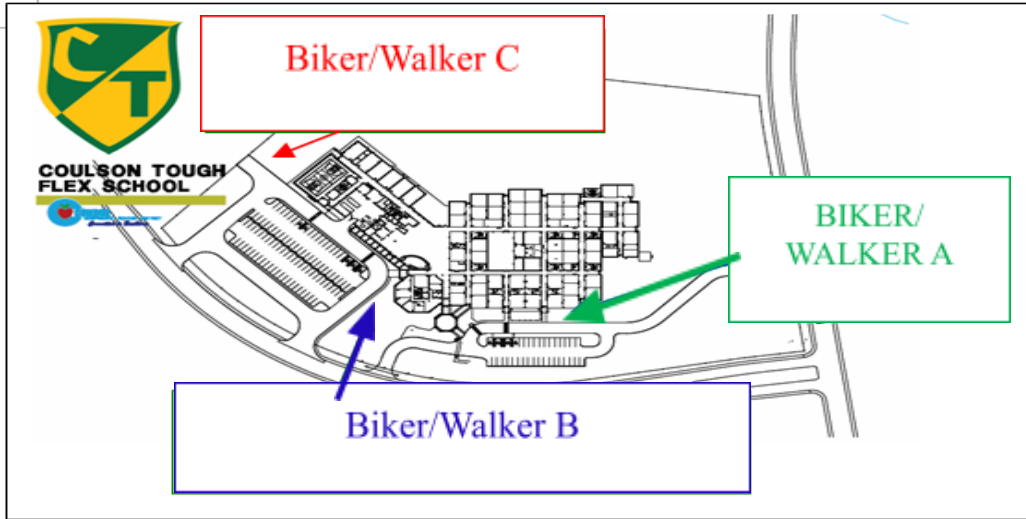 CT
Biker/Walker C
COULSON TOUGH
FLEX SCHOOL
BIKER/
WALKER A
Biker/Walker B